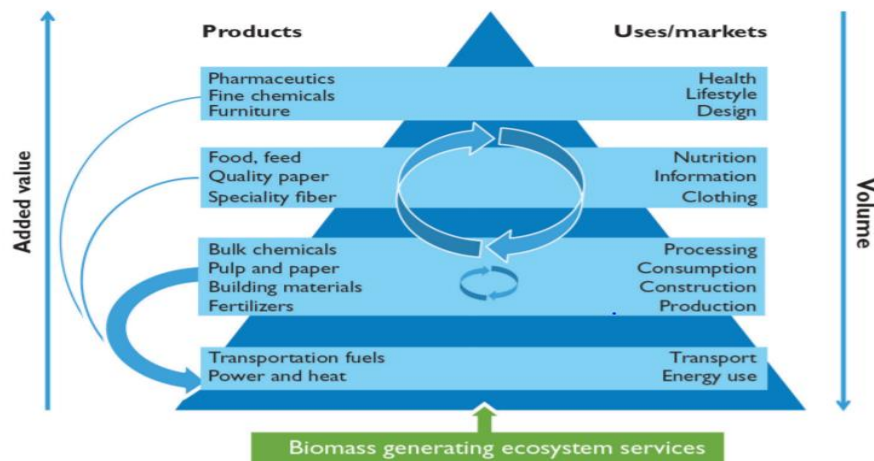 Products
Uses/markets
Added value
Volume
Pharmaceutics
Fine chemicals
Furniture
Health
Lifestyle
Design
Food, feed
Quality paper
Speciality fiber
Nutrition
Information
Clothing
Bulk chemicals
Pulp and paper
Building materials
Fertilizers
Processing
Consumption
Construction
Production
Transportation fuels
Power and heat
Transport
Energy use
Biomass generating ecosystem services